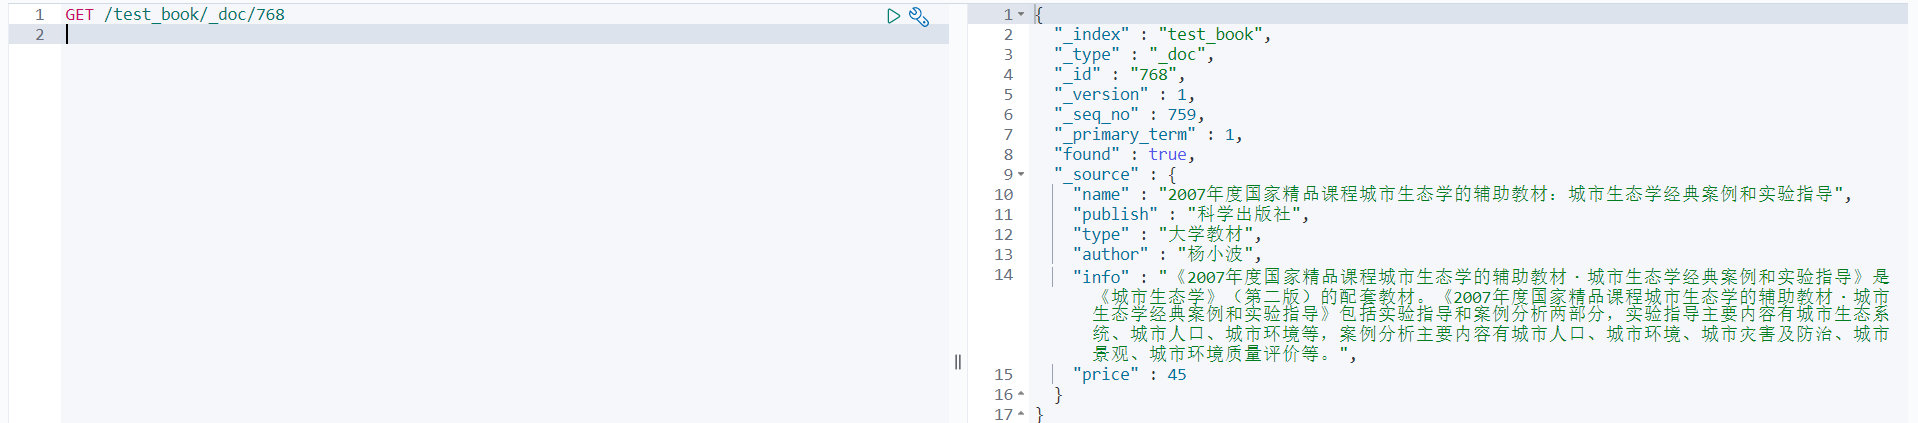 1 GET /test_book/_doc/768
2
1 {
2 "_index" : "test_book",
3 "_type" : "_doc",
4 "_id" : "768",
5 "_version" : 1,
6 "_seq_no" : 759,
7 "_primary_term" : 1,
8 "found" : true,
9 "_source" : {
10 "name" : "2007年度国家精品课程城市生态学的辅助教材：城市生态学经典案例和实验指导",
11 "publish" : "科学出版社",
12 "type" : "大学教材",
13 "author" : "杨小波",
14 "info" : "《2007年度国家精品课程城市生态学的辅助教材·城市生态学经典案例和实验指导》是
《城市生态学》（第二版）的配套教材。《2007年度国家精品课程城市生态学的辅助教材·城市
生态学经典案例和实验指导》包括实验指导和案例分析两部分，实验指导主要内容有城市生态系
统、城市人口、城市环境等，案例分析主要内容有城市人口、城市环境、城市灾害及防治、城市
景观、城市环境质量评价等。",
15 "price" : 45
16 }
17 }